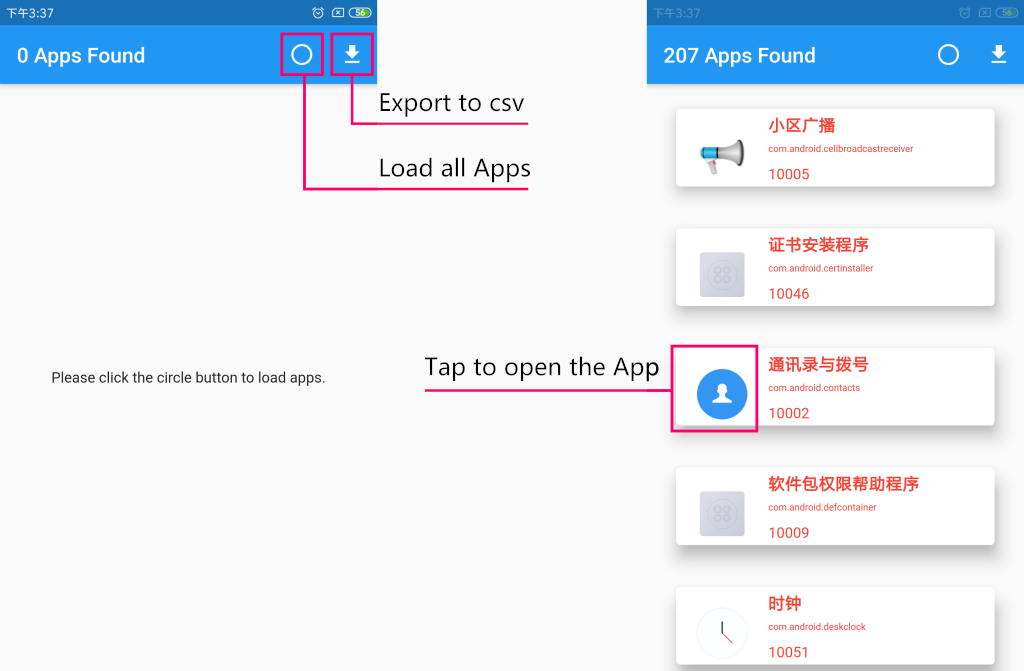 下午3:37
56
0 Apps Found
Export to csv
Load all Apps
Please click the circle button to load apps.
Tap to open the App
下午3:37
56
207 Apps Found
小区广播
com.android.cellbroadcastreceiver
10005
证书安装程序
com.android.certinstaller
10046
通讯录与拨号
com.android.contacts
10002
软件包权限帮助程序
com.android.defcontainer
10009
时钟
com.android.deskclock
10051